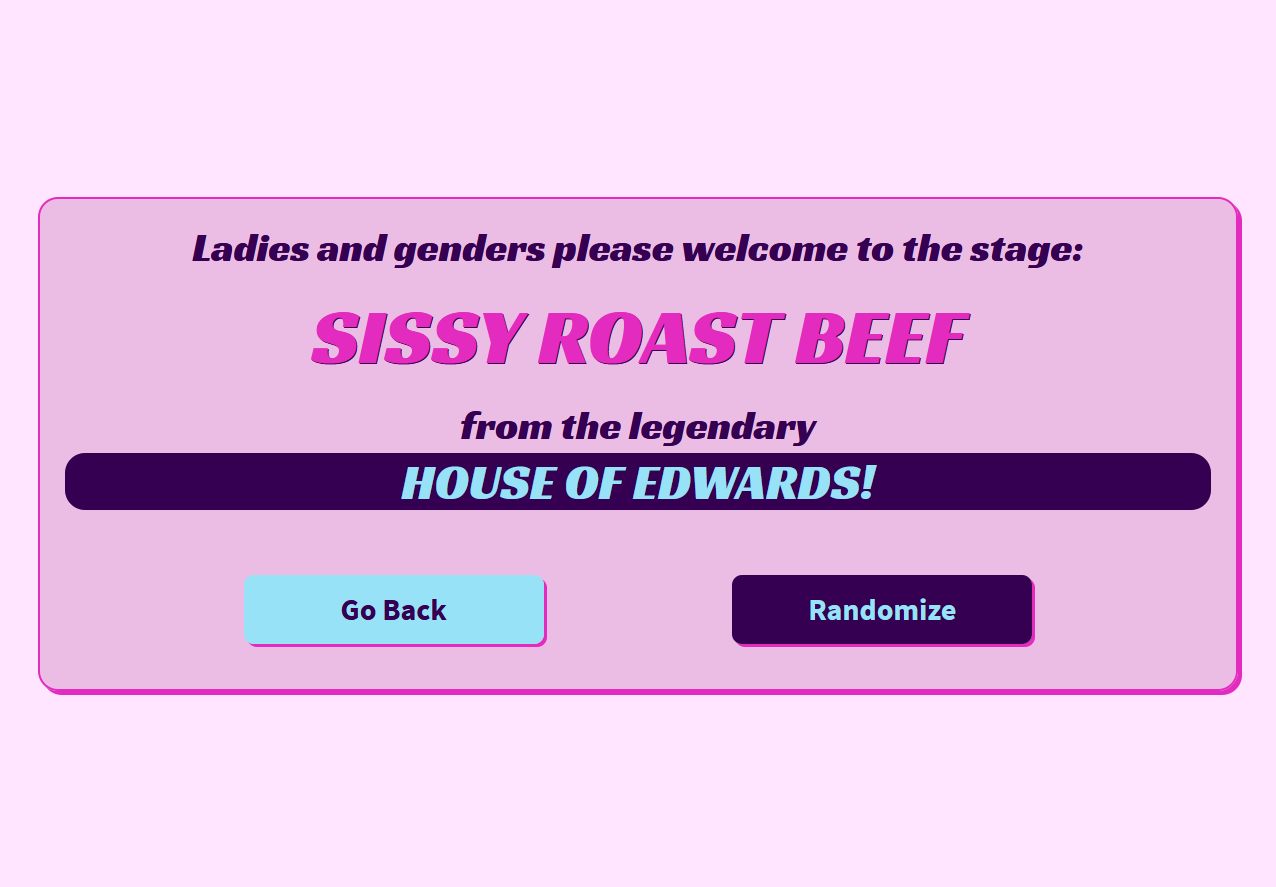 Ladies and genders please welcome to the stage:
SISSY ROAST BEEF
from the legendary
HOUSE OF EDWARDS!
Go Back
Randomize